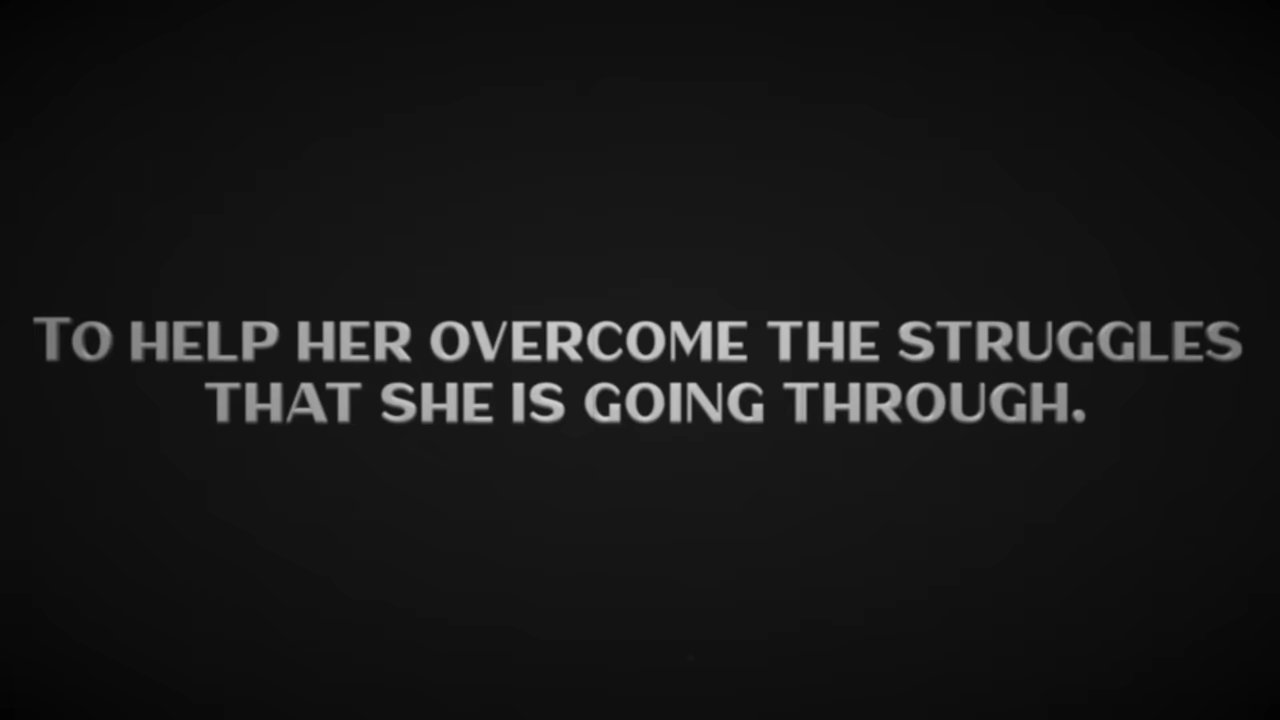 To help her overcome the struggles
that she is going through.